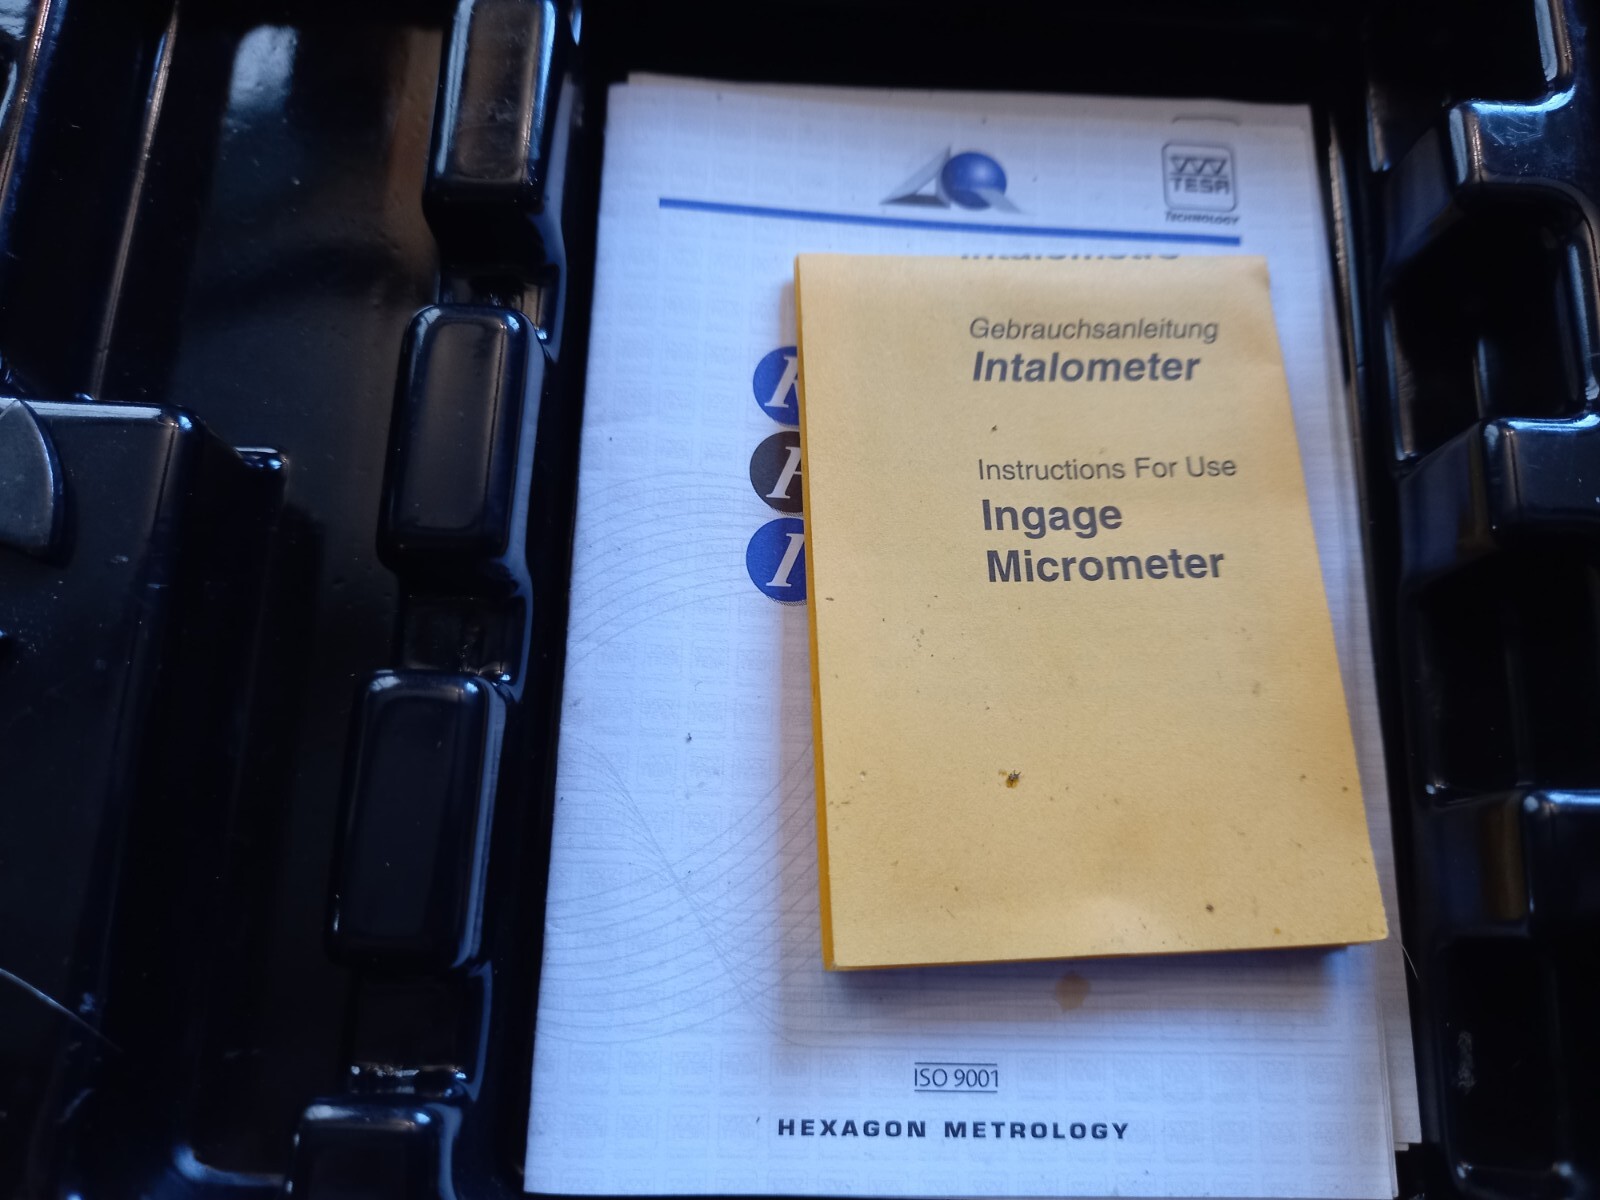 TESA
TECHNOLOGY
Gebrauchsanleitung
Intalometer
Instructions For Use
Ingage
Micrometer
I
ISO 9001
HEXAGON METROLOGY